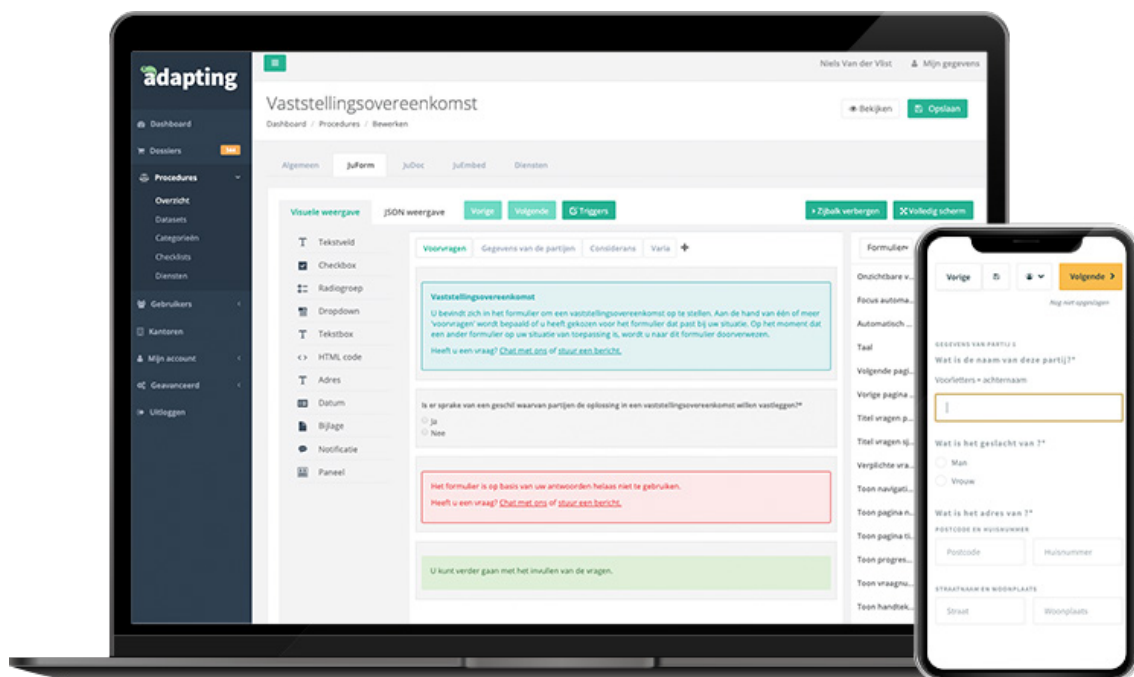 adapting
Dashboard
Dossiers
Procedures
Overzicht
Datasets
Categorieën
Checklists
Diensten
Gebruikers
Kantoren
Mijn account
Geavanceerd
Uitloggen
Niels Van der Vlist Mijn gegevens
Vaststellingsovereenkomst
Dashboard / Procedures / Bewerken
Bekijken Opslaan
Algemeen JuForm JuDoc JuEmbed Diensten
Visuele weergave JSON weergave Vorige Volgende Triggers Zijbalk verbergen Volledig scherm
Tekstveld
Checkbox
Radiogroep
Dropdown
Tekstbox
HTML code
Adres
Datum
Bijlage
Notificatie
Paneel
Voorvragen Gegevens van de partijen Considerans Varia
Vaststellingsovereenkomst
U bevindt zich in het formulier om een vaststellingsovereenkomst op te stellen. Aan de hand van één of meer
'voorvragen' wordt bepaald of u heeft gekozen voor het formulier dat past bij uw situatie. Op het moment dat
een ander formulier op uw situatie van toepassing is, wordt u naar dit formulier doorverwezen.
Heeft u een vraag? Chat met ons of stuur een bericht.
Is er sprake van een geschil waarvan partijen de oplossing in een vaststellingsovereenkomst willen vastleggen?*
Ja
Nee
Het formulier is op basis van uw antwoorden helaas niet te gebruiken.
Heeft u een vraag? Chat met ons of stuur een bericht.
U kunt verder gaan met het invullen van de vragen.
Formulier
Onzichtbare v...
Focus automa...
Automatisch ...
Taal
Volgende pagi...
Vorige pagina ...
Titel vragen p...
Titel vragen sj...
Verplichte vra...
Toon navigati...
Toon pagina n...
Toon pagina ti...
Toon progres...
Toon vraagnu...
Toon handtek...
Vorige Volgende
Nog niet opgeslagen
GEGEVENS VAN PARTIJ 1
Wat is de naam van deze partij?*
Voorletters + achternaam
Wat is het geslacht van ?*
Man
Vrouw
Wat is het adres van ?*
POSTCODE EN HUISNUMMER
Postcode Huisnummer
STRAATNAAM EN WOONPLAATS
Straat Woonplaats